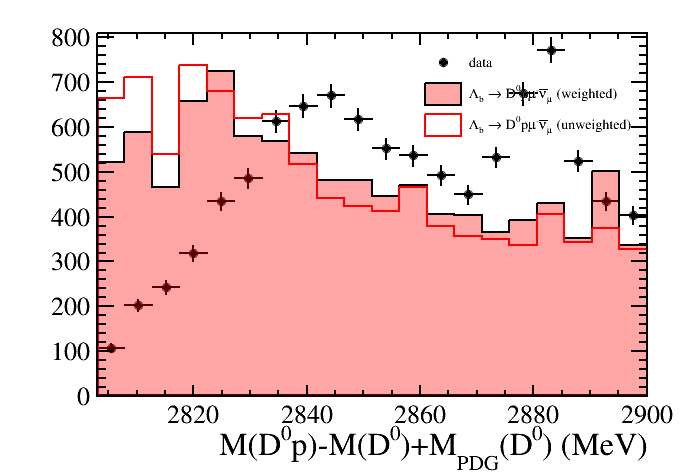 800
700
600
500
400
300
200
100
0
data
Λb → D⁰pμ ν̄μ (weighted)
Λb → D⁰pμ ν̄μ (unweighted)
2820 2840 2860 2880 2900
M(D⁰p)-M(D⁰)+M_PDG(D⁰) (MeV)